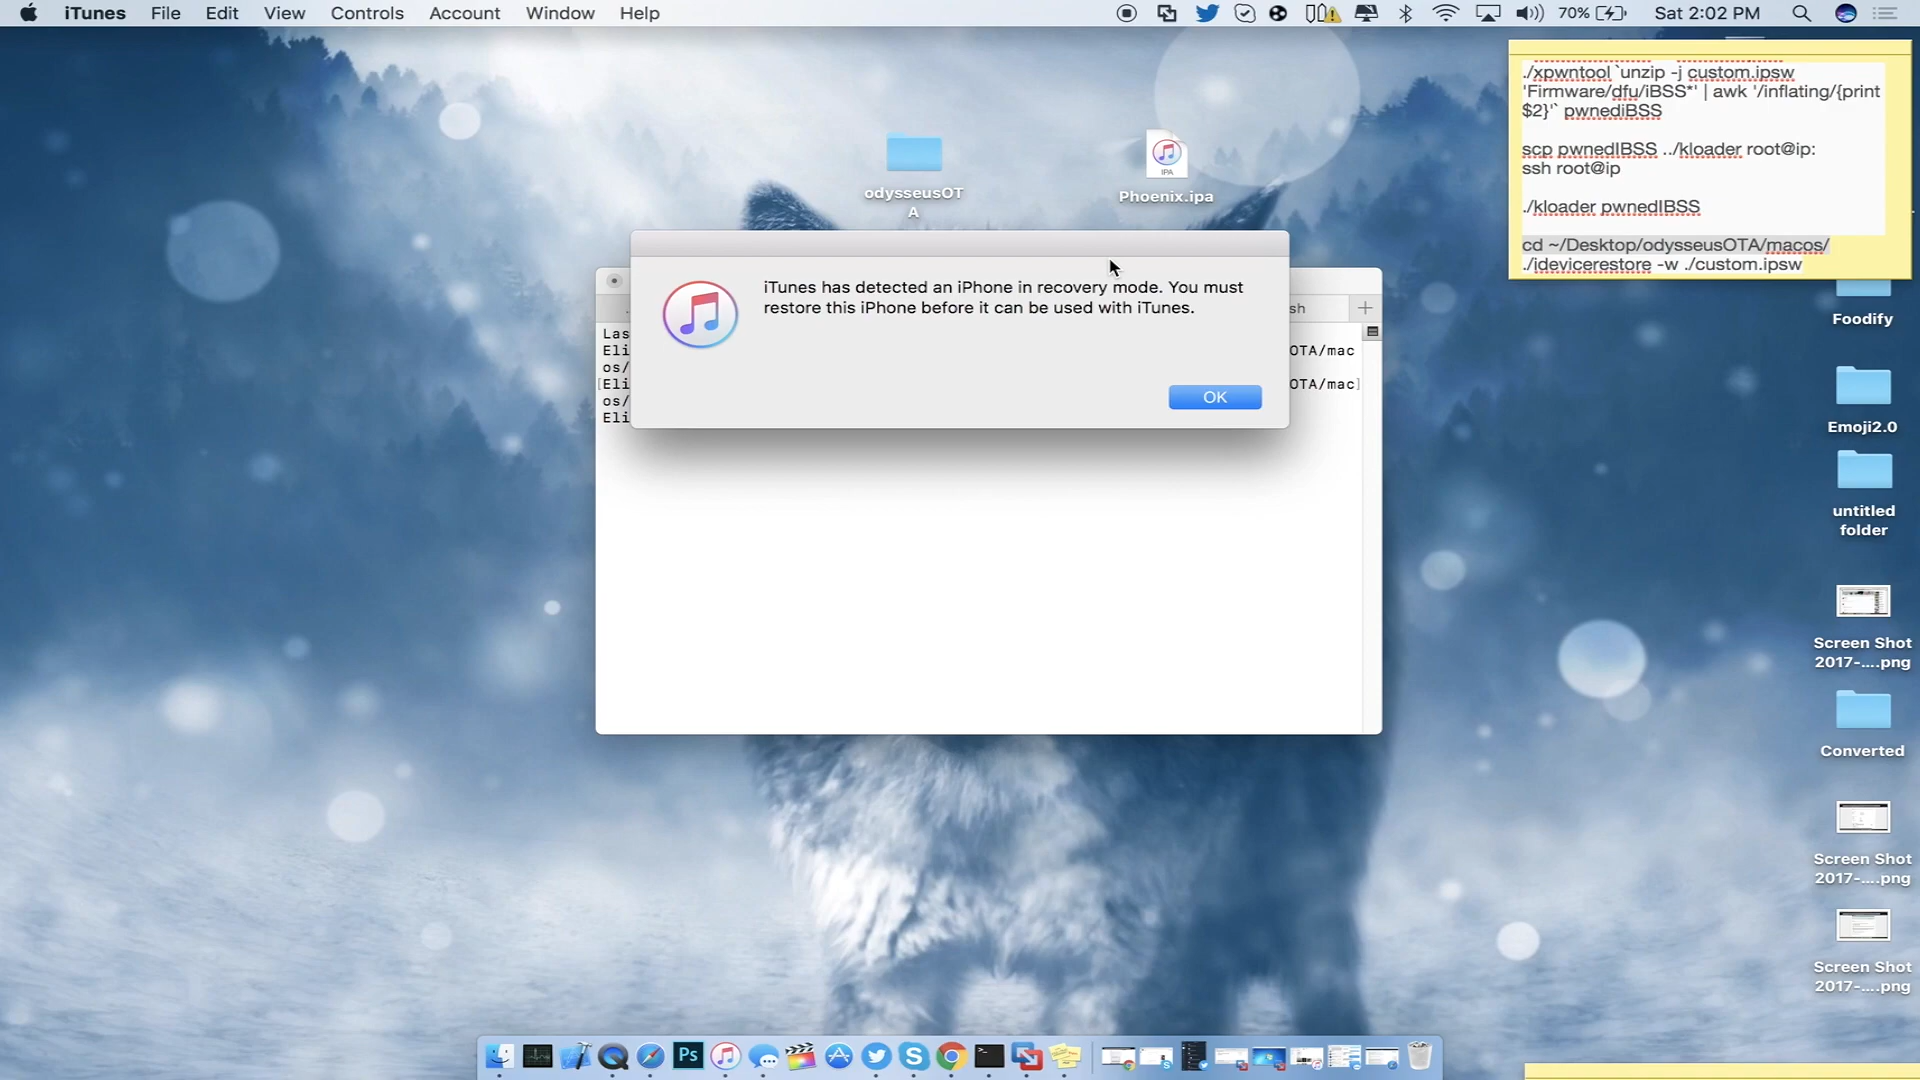 iTunes File Edit View Controls Account Window Help
70% Sat 2:02 PM
./xpwntool `unzip -j custom.ipsw
'Firmware/dfu/iBSS*' | awk '/inflating/{print
$2}'` pwnediBSS
scp pwnedIBSS ../kloader root@ip:
ssh root@ip
./kloader pwnedIBSS
cd ~/Desktop/odysseusOTA/macos/
./idevicerestore -w ./custom.ipsw
odysseusOT
A
IPA
Phoenix.ipa
iTunes has detected an iPhone in recovery mode. You must
restore this iPhone before it can be used with iTunes.
OK
sh +
Las
Eli OTA/mac
os/
[Eli OTA/mac]
os/
Eli
Foodify
Emoji2.0
untitled
folder
Screen Shot
2017-....png
Converted
Screen Shot
2017-....png
Screen Shot
2017-....png
Ps